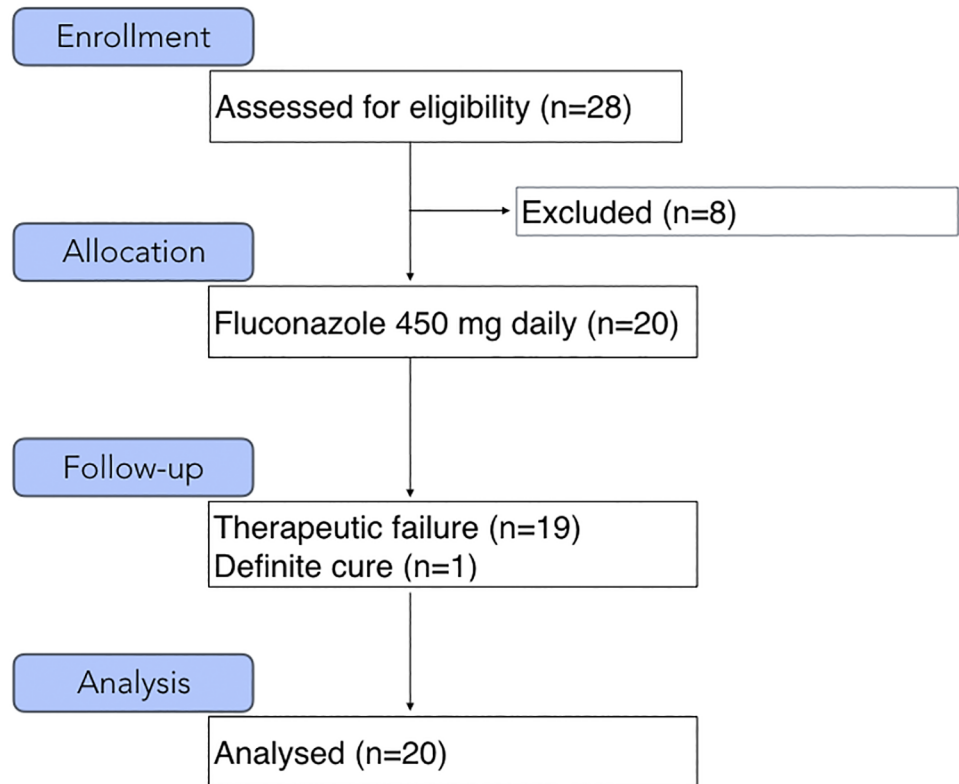 Enrollment
Assessed for eligibility (n=28)
Excluded (n=8)
Allocation
Fluconazole 450 mg daily (n=20)
Follow-up
Therapeutic failure (n=19)
Definite cure (n=1)
Analysis
Analysed (n=20)